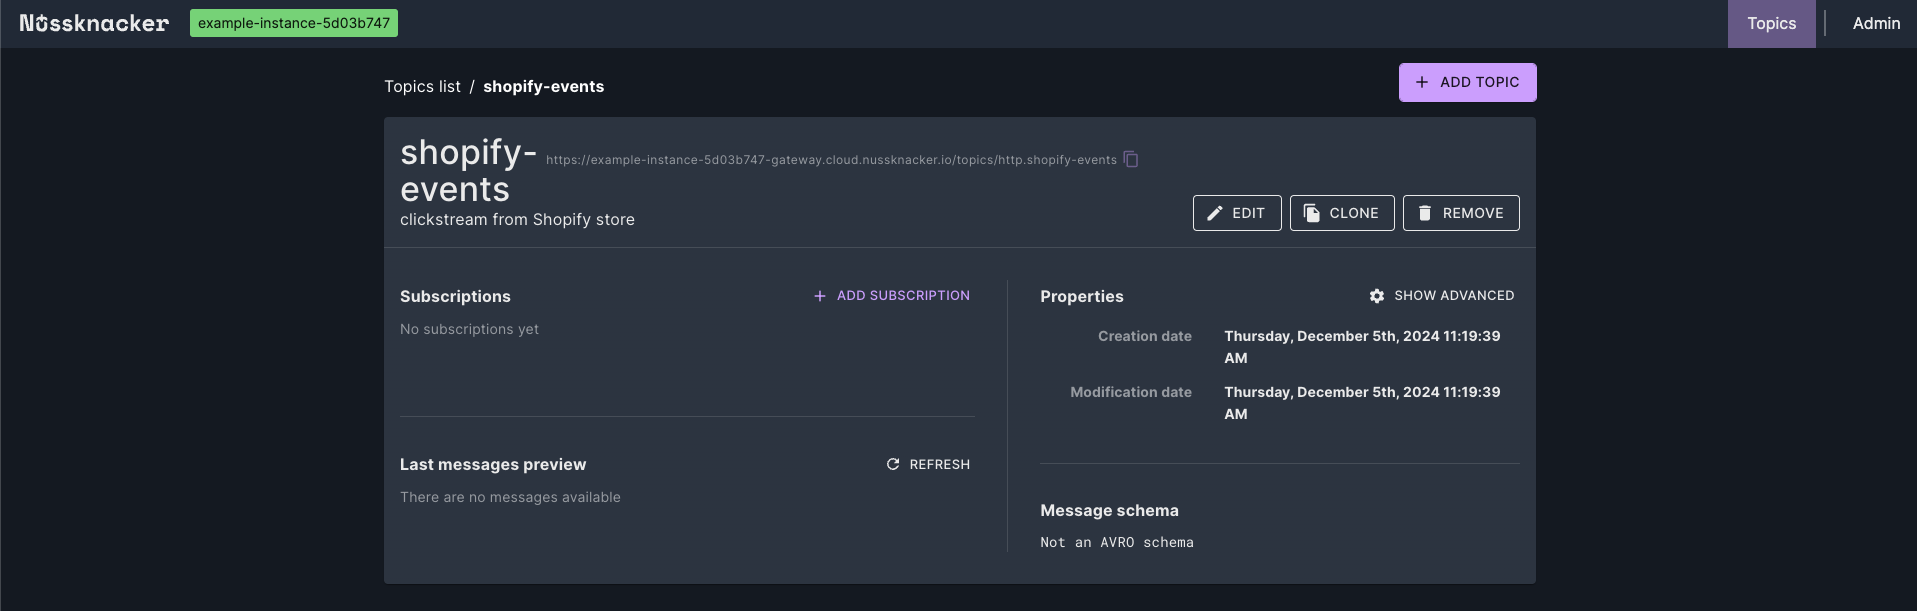 Nussknacker example-instance-5d03b747 Topics Admin
Topics list / shopify-events + ADD TOPIC
shopify-events
https://example-instance-5d03b747-gateway.cloud.nussknacker.io/topics/http.shopify-events
clickstream from Shopify store
EDIT CLONE REMOVE
Subscriptions + ADD SUBSCRIPTION
No subscriptions yet
Last messages preview REFRESH
There are no messages available
Properties SHOW ADVANCED
Creation date Thursday, December 5th, 2024 11:19:39 AM
Modification date Thursday, December 5th, 2024 11:19:39 AM
Message schema
Not an AVRO schema